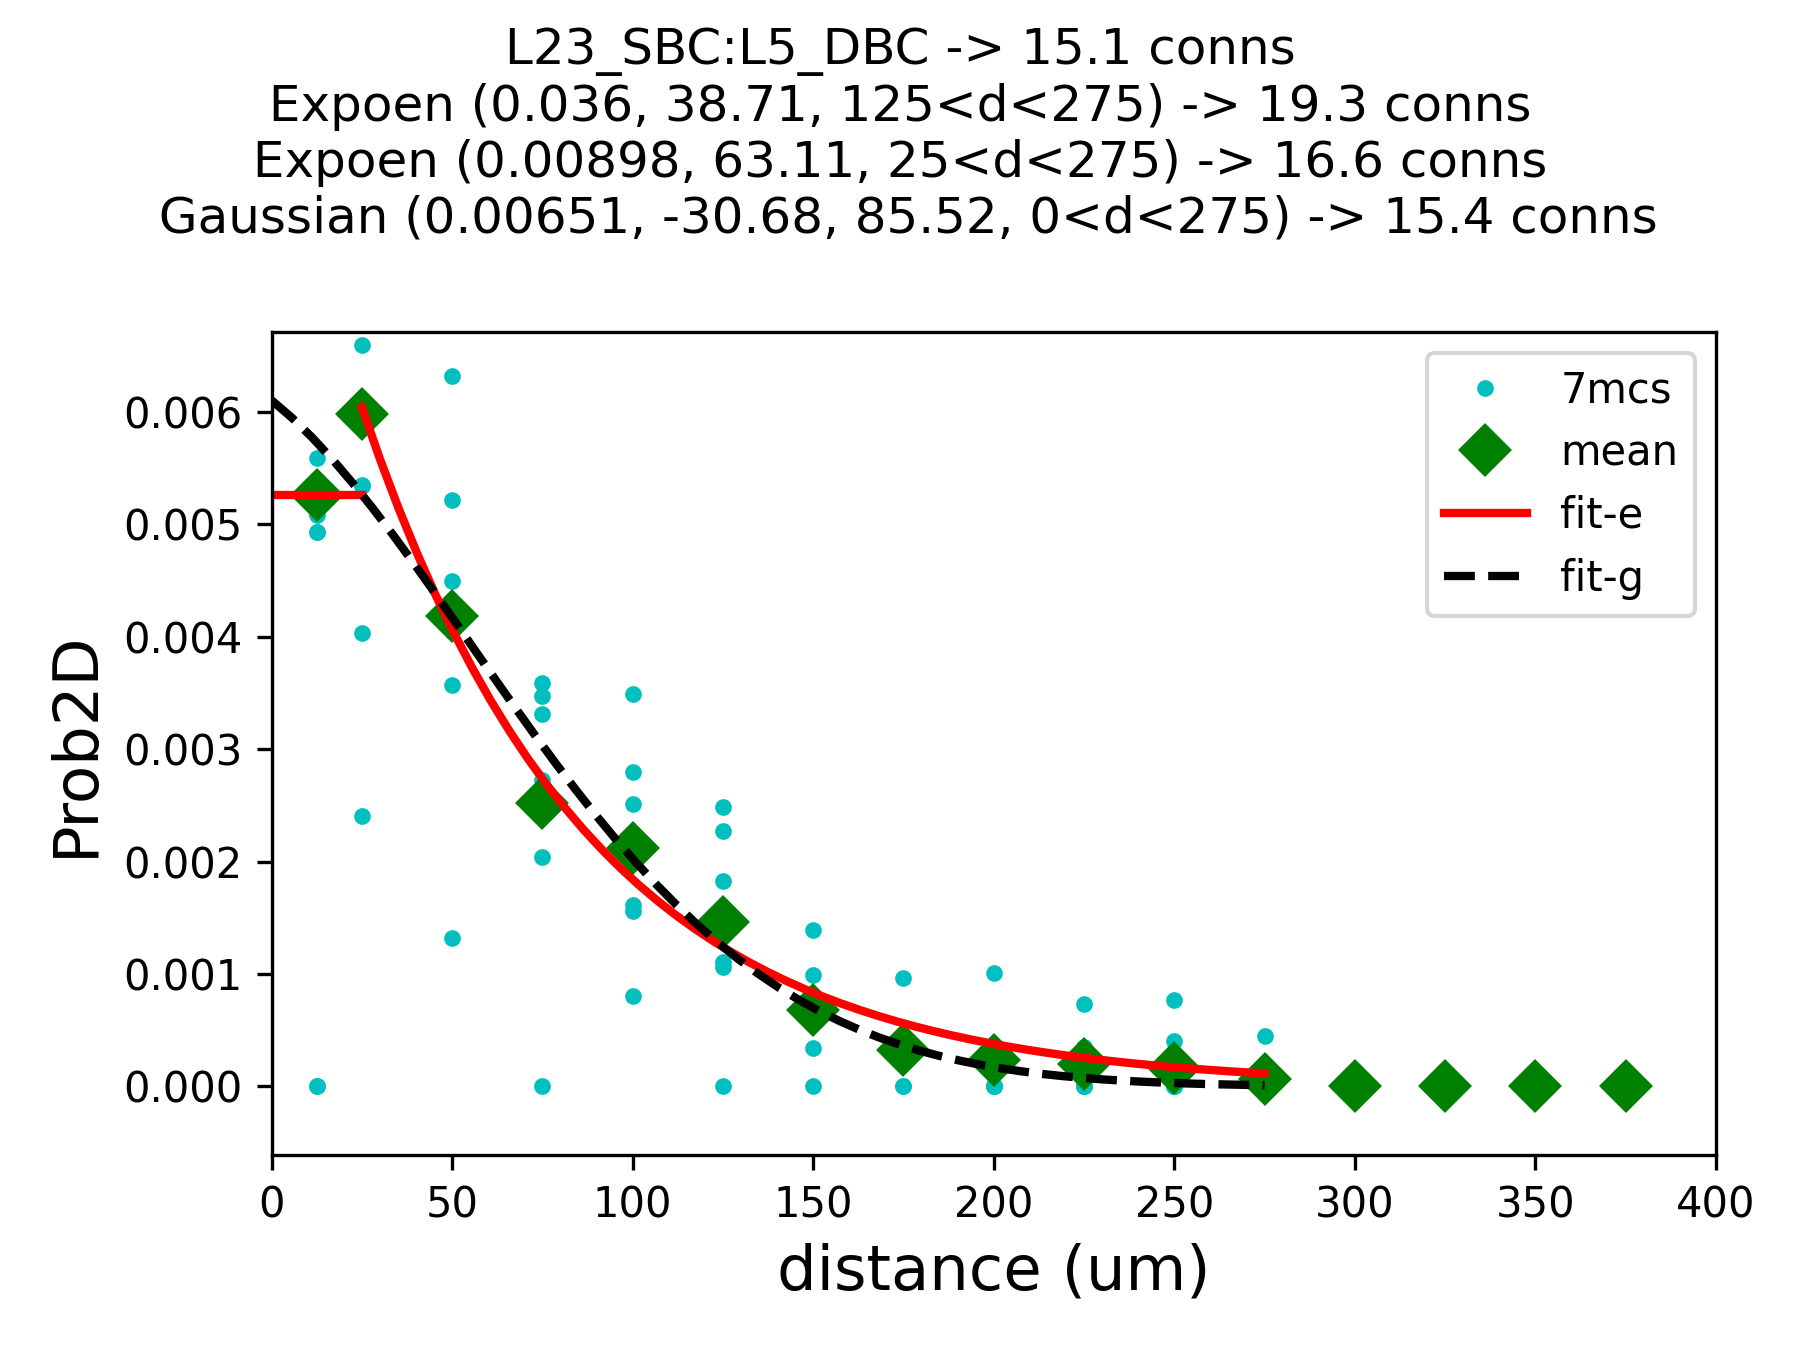 L23_SBC:L5_DBC -> 15.1 conns
Expoen (0.036, 38.71, 125<d<275) -> 19.3 conns
Expoen (0.00898, 63.11, 25<d<275) -> 16.6 conns
Gaussian (0.00651, -30.68, 85.52, 0<d<275) -> 15.4 conns
7mcs
mean
fit-e
fit-g
Prob2D
0.006
0.005
0.004
0.003
0.002
0.001
0.000
0 50 100 150 200 250 300 350 400
distance (um)